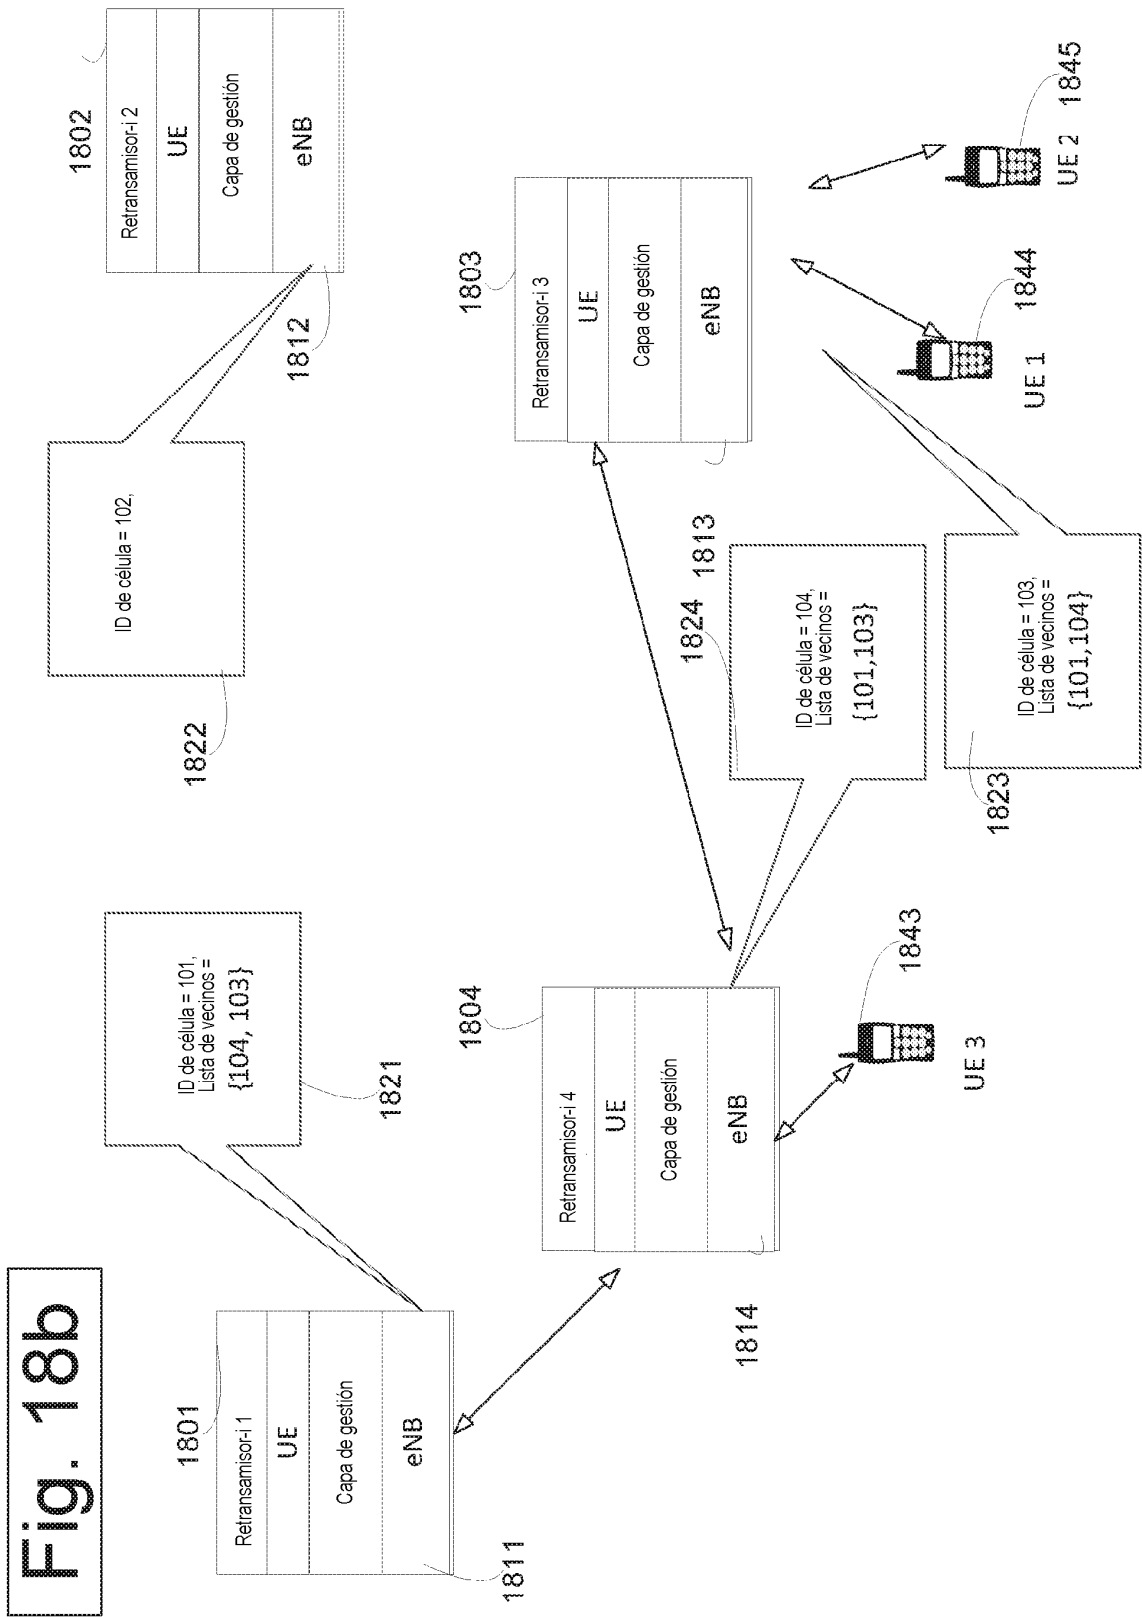 Fig. 18b
1801
Retransamisor-i 1
UE
Capa de gestión
eNB
1811
ID de célula = 101,
Lista de vecinos =
{104, 103}
1821
1802
Retransamisor-i 2
UE
Capa de gestión
eNB
1812
ID de célula = 102,
1822
1804
Retransamisor-i 4
UE
Capa de gestión
eNB
1814
1843
UE 3
1803
Retransamisor-i 3
UE
Capa de gestión
eNB
1813
1824
ID de célula = 104,
Lista de vecinos =
{101,103}
ID de célula = 103,
Lista de vecinos =
{101,104}
1823
1844
UE 1
1845
UE 2